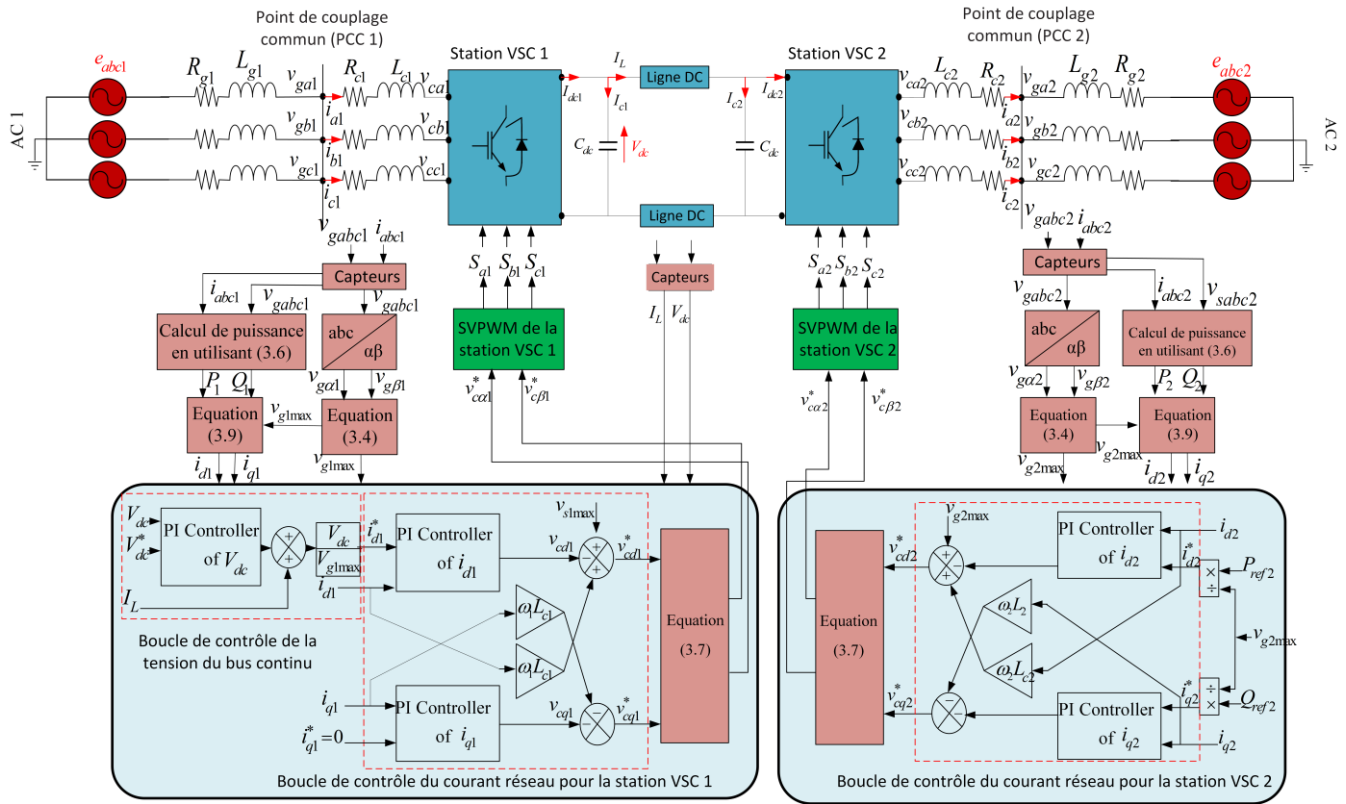 Point de couplage
commun (PCC 1)
Station VSC 1
Station VSC 2
Point de couplage
commun (PCC 2)
e_abc1
R_g1 L_g1 v_ga1 R_c1 L_c1 v_ca1
I_dc1 I_L Ligne DC I_dc2
I_c1 I_c2
v_ca2 L_c2 R_c2 v_ga2 L_g2 R_g2
e_abc2
AC 1
i_a1
v_gb1 v_cb1
i_b1
v_gc1 v_cc1
i_c1
C_dc V_dc C_dc
Ligne DC
i_a2
v_cb2 v_gb2
i_b2
v_cc2 v_gc2
i_c2
AC 2
v_gabc1 i_abc1
Capteurs
i_abc1 v_gabc1 v_gabc1
S_a1 S_b1 S_c1
Capteurs
I_L V_dc
S_a2 S_b2 S_c2
v_gabc2 i_abc2
Capteurs
v_gabc2 i_abc2 v_sabc2
Calcul de puissance
en utilisant (3.6)
abc
αβ
SVPWM de la
station VSC 1
SVPWM de la
station VSC 2
abc
αβ
Calcul de puissance
en utilisant (3.6)
P_1 Q_1 v_gα1 v_gβ1
v*_cα1 v*_cβ1
v*_cα2 v*_cβ2
v_gα2 v_gβ2 P_2 Q_2
Equation
(3.9)
v_g1max
Equation
(3.4)
Equation
(3.4)
v_g2max
Equation
(3.9)
i_d1 i_q1 v_g1max
v_g2max i_d2 i_q2
V_dc
V*_dc
PI Controller
of V_dc
+
+
V_dc
V_g1max
I_L
i*_d1
i_d1
PI Controller
of i_d1
v_cd1
v_s1max
+
+
v*_cd1
ω_1L_c1
ω_1L_c1
Boucle de contrôle de la
tension du bus continu
i_q1
i*_q1=0
PI Controller
of i_q1
v_cq1
−
−
v*_cq1
Equation
(3.7)
Boucle de contrôle du courant réseau pour la station VSC 1
Equation
(3.7)
v*_cd2
v_g2max
+
−
+
PI Controller
of i_d2
i_d2
i*_d2
×
÷
P_ref2
ω_2L_2
ω_2L_c2
v_g2max
v*_cq2
−
−
PI Controller
of i_q2
i*_q2
÷
×
Q_ref2
i_q2
Boucle de contrôle du courant réseau pour la station VSC 2